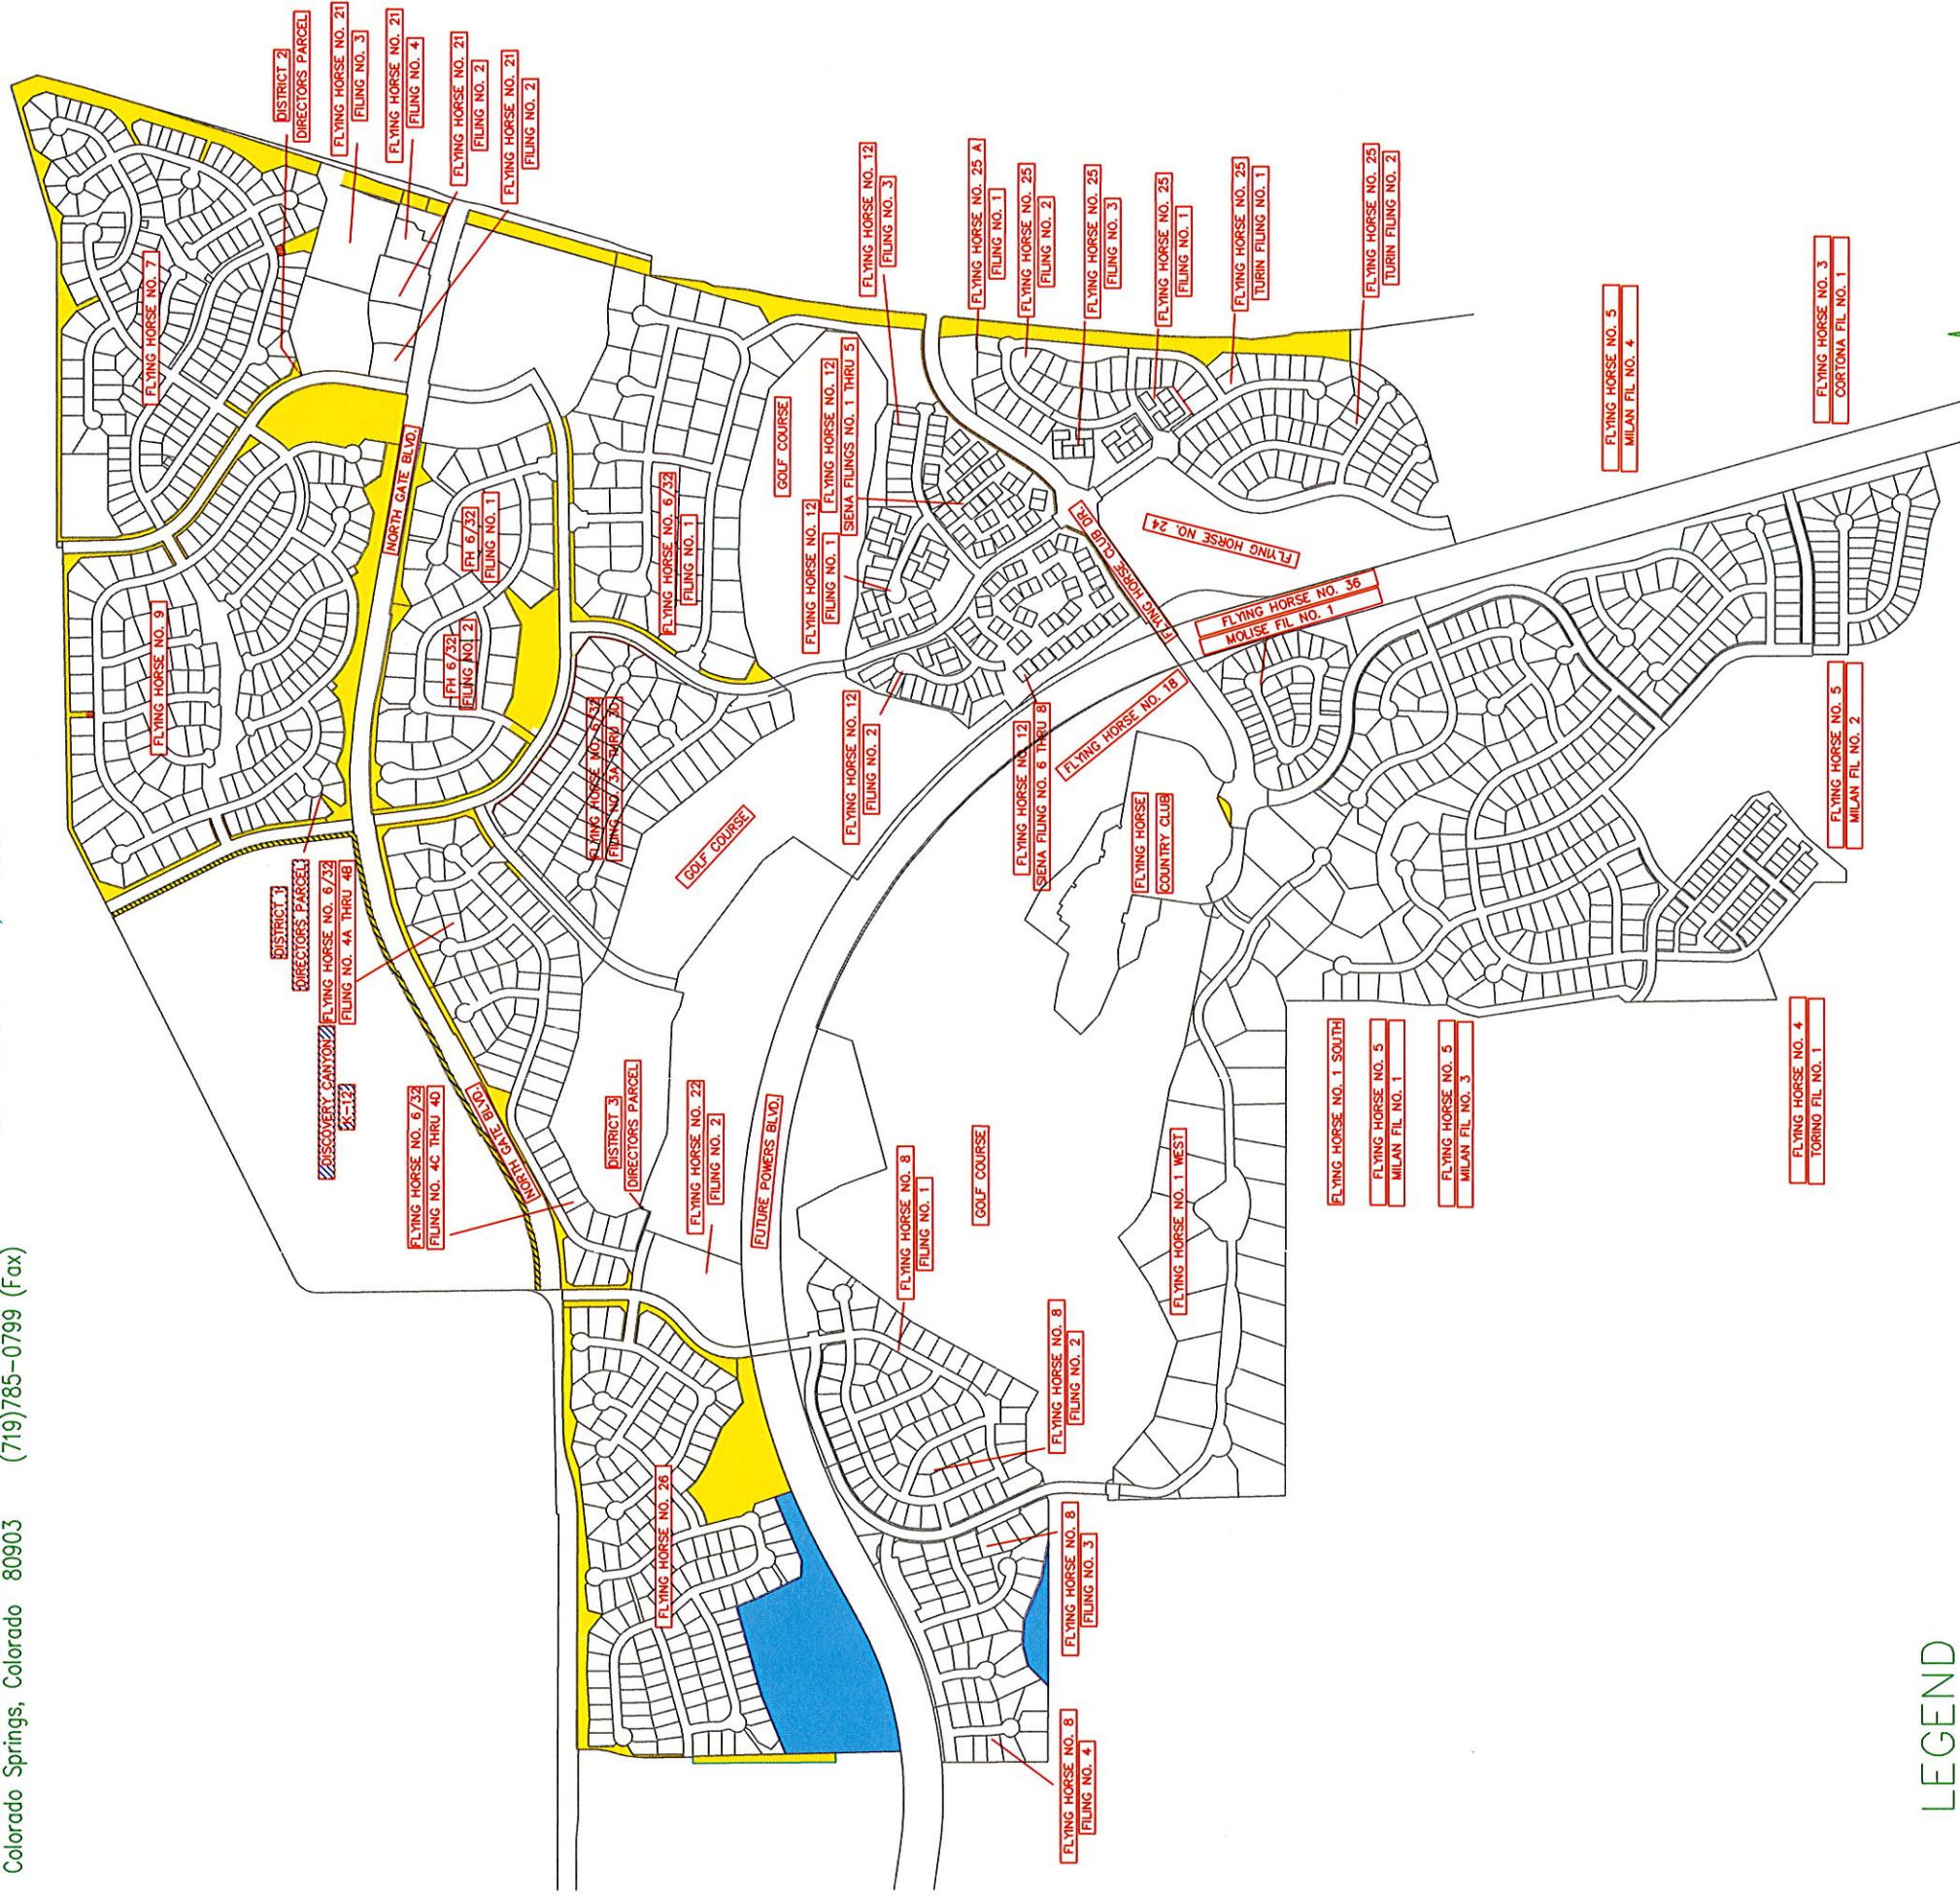 Colorado Springs, Colorado 80903 (719)785-0799 (Fax)
DISTRICT 2
DIRECTORS PARCEL
FLYING HORSE NO. 21
FILING NO. 3
FLYING HORSE NO. 21
FILING NO. 4
FLYING HORSE NO. 21
FILING NO. 2
FLYING HORSE NO. 21
FILING NO. 2
FLYING HORSE NO. 7
FLYING HORSE NO. 9
NORTH GATE BLVD.
FH 6/32
FILING NO. 1
FH 6/32
FILING NO. 2
FLYING HORSE NO. 6/32
FILING NO. 1
FLYING HORSE NO. 6/32
FILING NO. 3A THRU 3D
GOLF COURSE
FLYING HORSE NO. 12
FILING NO. 3
FLYING HORSE NO. 12
SIENA FILINGS NO. 1 THRU 5
FLYING HORSE NO. 12
FILING NO. 1
FLYING HORSE NO. 12
FILING NO. 2
FLYING HORSE NO. 12
SIENA FILING NO. 6 THRU 8
FLYING HORSE NO. 25 A
FILING NO. 1
FLYING HORSE NO. 25
FILING NO. 2
FLYING HORSE NO. 25
FILING NO. 3
FLYING HORSE NO. 25
FILING NO. 1
FLYING HORSE NO. 25
TURIN FILING NO. 1
FLYING HORSE NO. 25
TURIN FILING NO. 2
FLYING HORSE CLUB DR.
FLYING HORSE NO. 24
FLYING HORSE NO. 36
MOLISE FIL NO. 1
FLYING HORSE NO. 18
FLYING HORSE NO. 5
MILAN FIL NO. 4
FLYING HORSE NO. 3
CORTONA FIL NO. 1
FLYING HORSE NO. 5
MILAN FIL NO. 2
DISTRICT 1
DIRECTORS PARCEL
FLYING HORSE NO. 6/32
FILING NO. 4A THRU 4B
DISCOVERY CANYON
K-12
FLYING HORSE NO. 6/32
FILING NO. 4C THRU 4D
NORTH GATE BLVD.
DISTRICT 3
DIRECTORS PARCEL
FLYING HORSE NO. 22
FILING NO. 2
FUTURE POWERS BLVD.
GOLF COURSE
FLYING HORSE
COUNTRY CLUB
FLYING HORSE NO. 8
FILING NO. 1
GOLF COURSE
FLYING HORSE NO. 1 WEST
FLYING HORSE NO. 1 SOUTH
FLYING HORSE NO. 5
MILAN FIL NO. 1
FLYING HORSE NO. 5
MILAN FIL NO. 3
FLYING HORSE NO. 4
TORINO FIL NO. 1
FLYING HORSE NO. 26
FLYING HORSE NO. 8
FILING NO. 2
FLYING HORSE NO. 8
FILING NO. 3
FLYING HORSE NO. 8
FILING NO. 4
LEGEND